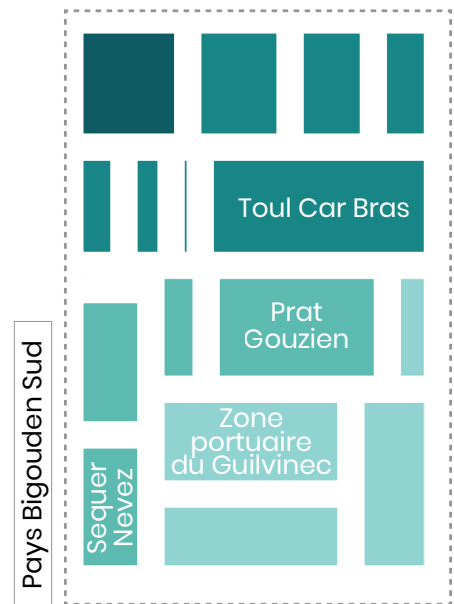 Toul Car Bras
Prat
Gouzien
Zone
portuaire
du Guilvinec
Sequer
Nevez
Pays Bigouden Sud